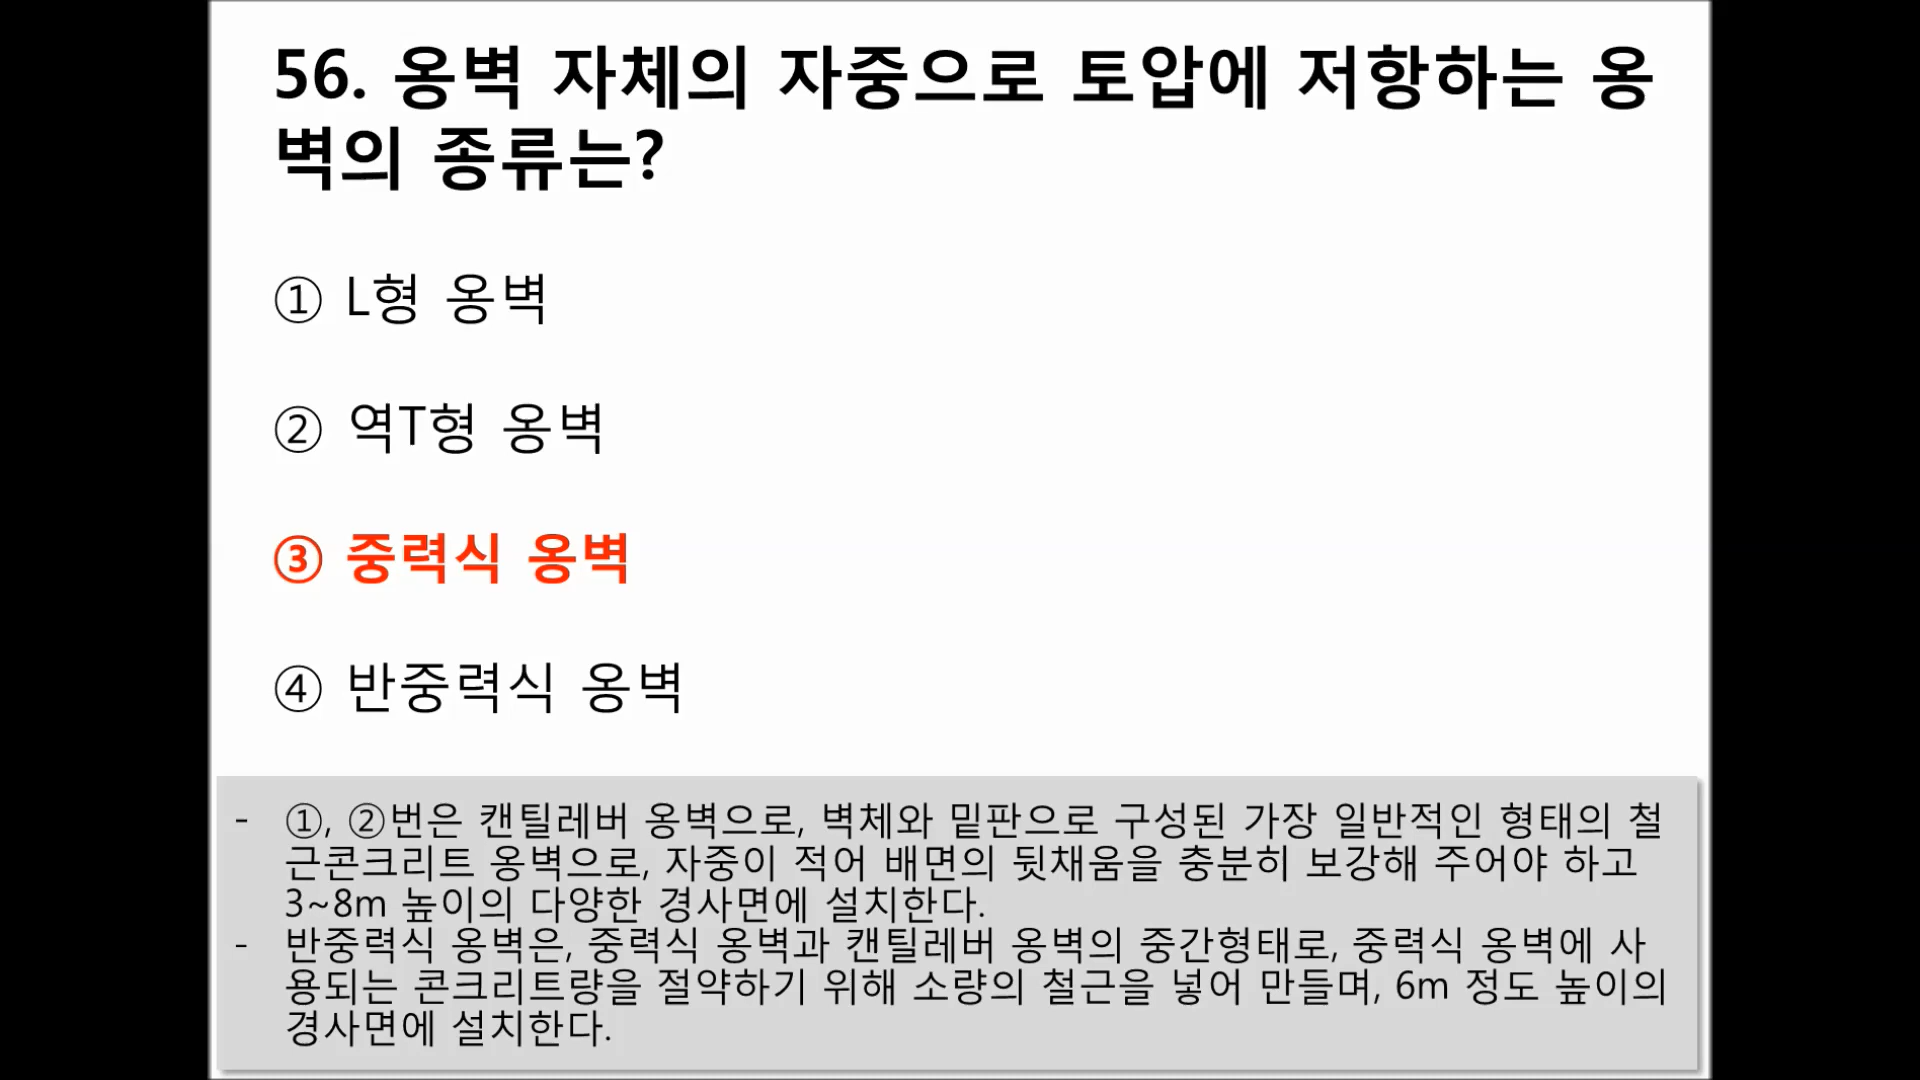 56. 옹벽 자체의 자중으로 토압에 저항하는 옹
벽의 종류는?
① L형 옹벽
② 역T형 옹벽
③ 중력식 옹벽
④ 반중력식 옹벽
- ①, ②번은 캔틸레버 옹벽으로, 벽체와 밑판으로 구성된 가장 일반적인 형태의 철
근콘크리트 옹벽으로, 자중이 적어 배면의 뒷채움을 충분히 보강해 주어야 하고
3~8m 높이의 다양한 경사면에 설치한다.
- 반중력식 옹벽은, 중력식 옹벽과 캔틸레버 옹벽의 중간형태로, 중력식 옹벽에 사
용되는 콘크리트량을 절약하기 위해 소량의 철근을 넣어 만들며, 6m 정도 높이의
경사면에 설치한다.